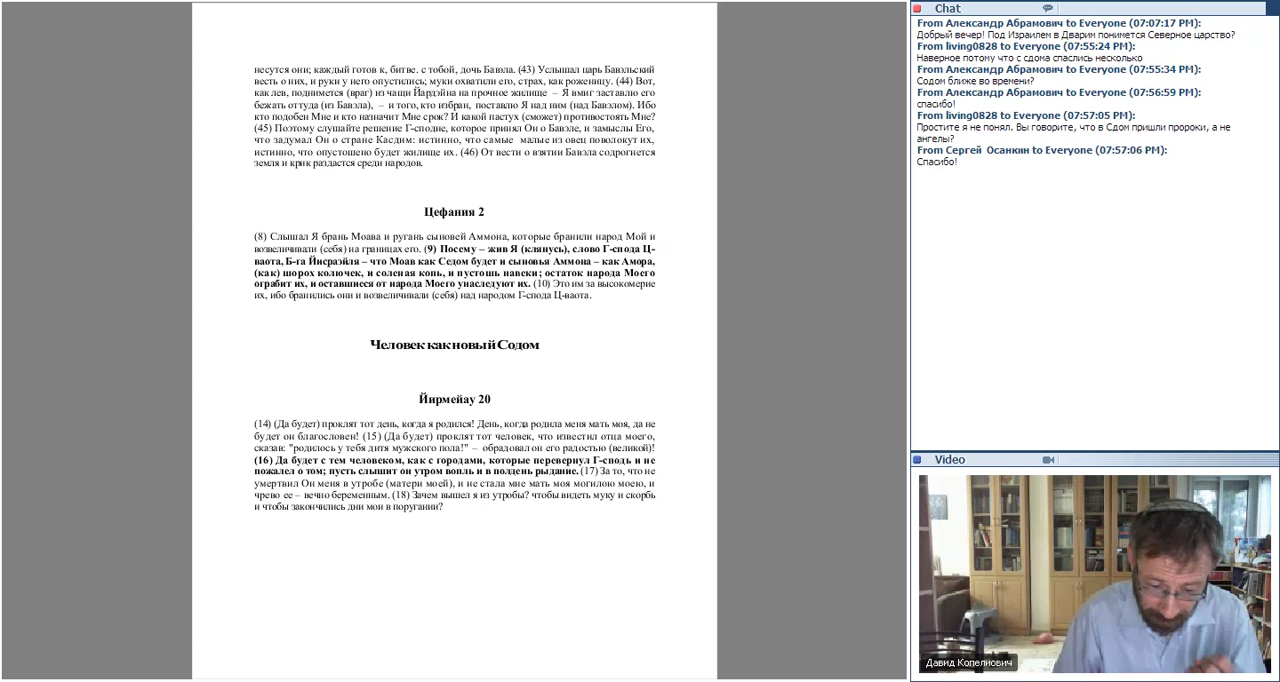 несутся они; каждый готов к, битве. с тобой, дочь Бавэла. (43) Услышал царь Бавэльский
весть о них, и руки у него опустились; муки охватили его, страх, как роженицу. (44) Вот,
как лев, поднимется (враг) из чащи Йардэйна на прочное жилище – Я вмиг заставлю его
бежать оттуда (из Бавэла), – и того, кто избран, поставлю Я над ним (над Бавэлом). Ибо
кто подобен Мне и кто назначит Мне срок? И какой пастух (сможет) противостоять Мне?
(45) Поэтому слушайте решение Г-сподне, которое принял Он о Бавэле, и замыслы Его,
что задумал Он о стране Касдим: истинно, что самые малые из овец поволокут их,
истинно, что опустошено будет жилище их. (46) От вести о взятии Бавэла содрогнется
земля и крик раздастся среди народов.
Цефания 2
(8) Слышал Я брань Моава и ругань сыновей Аммона, которые бранили народ Мой и
возвеличивали (себя) на границах его. (9) Посему – жив Я (клянусь), слово Г-спода Ц-
ваота, Б-га Йисраэйля – что Моав как Седом будет и сыновья Аммона – как Амора,
(как) шорох колючек, и соленая копь, и пустошь навеки; остаток народа Моего
ограбит их, и оставшиеся от народа Моего унаследуют их. (10) Это им за высокомерие
их, ибо бранились они и возвеличивали (себя) над народом Г-спода Ц-ваота.
Человек как новый Содом
Йирмейау 20
(14) (Да будет) проклят тот день, когда я родился! День, когда родила меня мать моя, да не
будет он благословен! (15) (Да будет) проклят тот человек, что известил отца моего,
сказав: "родилось у тебя дитя мужского пола!" – обрадовал он его радостью (великой)!
(16) Да будет с тем человеком, как с городами, которые перевернул Г-сподь и не
пожалел о том; пусть слышит он утром вопль и в полдень рыдание. (17) За то, что не
умертвил Он меня в утробе (матери моей), и не стала мне мать моя могилою моею, и
чрево ее – вечно беременным. (18) Зачем вышел я из утробы? чтобы видеть муку и скорбь
и чтобы закончились дни мои в поругании?
Chat
From Александр Абрамович to Everyone (07:07:17 PM):
Добрый вечер! Под Израилем в Дварим понимется Северное царство?
From living0828 to Everyone (07:55:24 PM):
Наверное потому что с сдома спаслись несколько
From Александр Абрамович to Everyone (07:55:34 PM):
Содом ближе во времени?
From Александр Абрамович to Everyone (07:56:59 PM):
спасибо!
From living0828 to Everyone (07:57:05 PM):
Простите я не понял. Вы говорите, что в Сдом пришли пророки, а не
ангелы?
From Сергей Осанкин to Everyone (07:57:06 PM):
Спасибо!
Video
Давид Копелиович